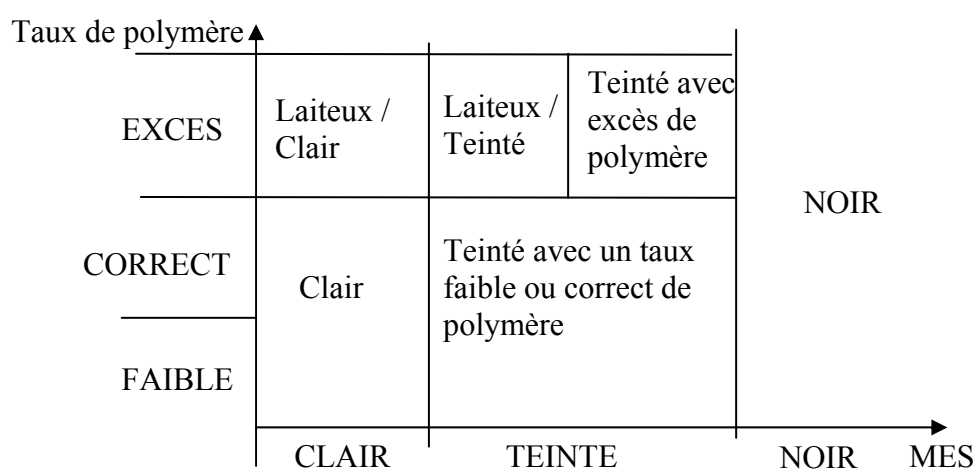 Taux de polymère
EXCES
Laiteux /
Clair
Laiteux /
Teinté
Teinté avec
excès de
polymère
NOIR
CORRECT
Clair
Teinté avec un taux
faible ou correct de
polymère
FAIBLE
CLAIR
TEINTE
NOIR
MES